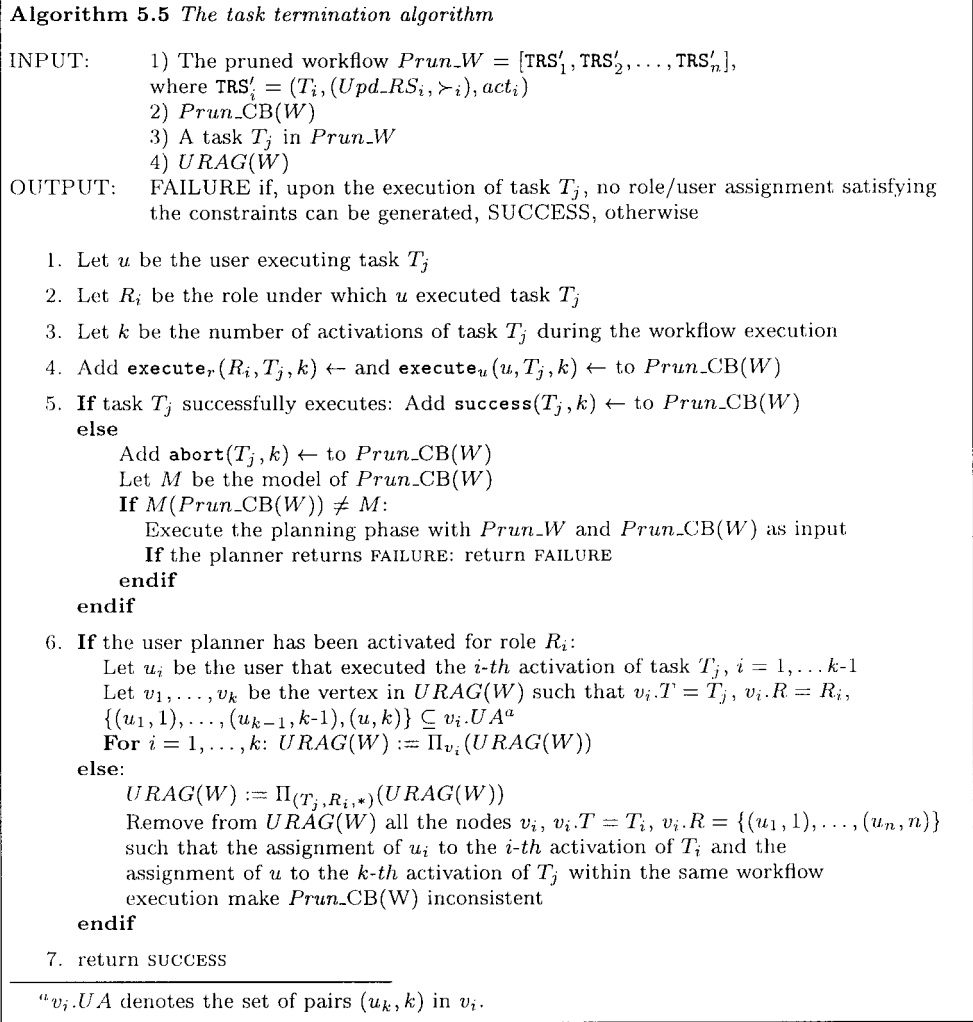 Algorithm 5.5 The task termination algorithm
INPUT: 1) The pruned workflow Prun_W = [TRS′₁, TRS′₂, . . . , TRS′ₙ],
where TRS′ᵢ = (Tᵢ, (Upd_RSᵢ, ≻ᵢ), actᵢ)
2) Prun_CB(W)
3) A task Tⱼ in Prun_W
4) URAG(W)
OUTPUT: FAILURE if, upon the execution of task Tⱼ, no role/user assignment satisfying
the constraints can be generated, SUCCESS, otherwise
1. Let u be the user executing task Tⱼ
2. Let Rᵢ be the role under which u executed task Tⱼ
3. Let k be the number of activations of task Tⱼ during the workflow execution
4. Add executeᵣ(Rᵢ, Tⱼ, k) ← and executeᵤ(u, Tⱼ, k) ← to Prun_CB(W)
5. If task Tⱼ successfully executes: Add success(Tⱼ, k) ← to Prun_CB(W)
else
Add abort(Tⱼ, k) ← to Prun_CB(W)
Let M be the model of Prun_CB(W)
If M(Prun_CB(W)) ≠ M:
Execute the planning phase with Prun_W and Prun_CB(W) as input
If the planner returns FAILURE: return FAILURE
endif
endif
6. If the user planner has been activated for role Rᵢ:
Let uᵢ be the user that executed the i-th activation of task Tⱼ, i = 1, . . . k-1
Let v₁, . . . , vₖ be the vertex in URAG(W) such that vᵢ.T = Tⱼ, vᵢ.R = Rᵢ,
{(u₁, 1), . . . , (uₖ₋₁, k-1), (u, k)} ⊆ vᵢ.UAᵃ
For i = 1, . . . , k: URAG(W) := Π_{vᵢ}(URAG(W))
else:
URAG(W) := Π_{(Tⱼ,Rᵢ,*)}(URAG(W))
Remove from URAG(W) all the nodes vᵢ, vᵢ.T = Tᵢ, vᵢ.R = {(u₁, 1), . . . , (uₙ, n)}
such that the assignment of uᵢ to the i-th activation of Tᵢ and the
assignment of u to the k-th activation of Tⱼ within the same workflow
execution make Prun_CB(W) inconsistent
endif
7. return SUCCESS
ᵃvᵢ.UA denotes the set of pairs (uₖ, k) in vᵢ.